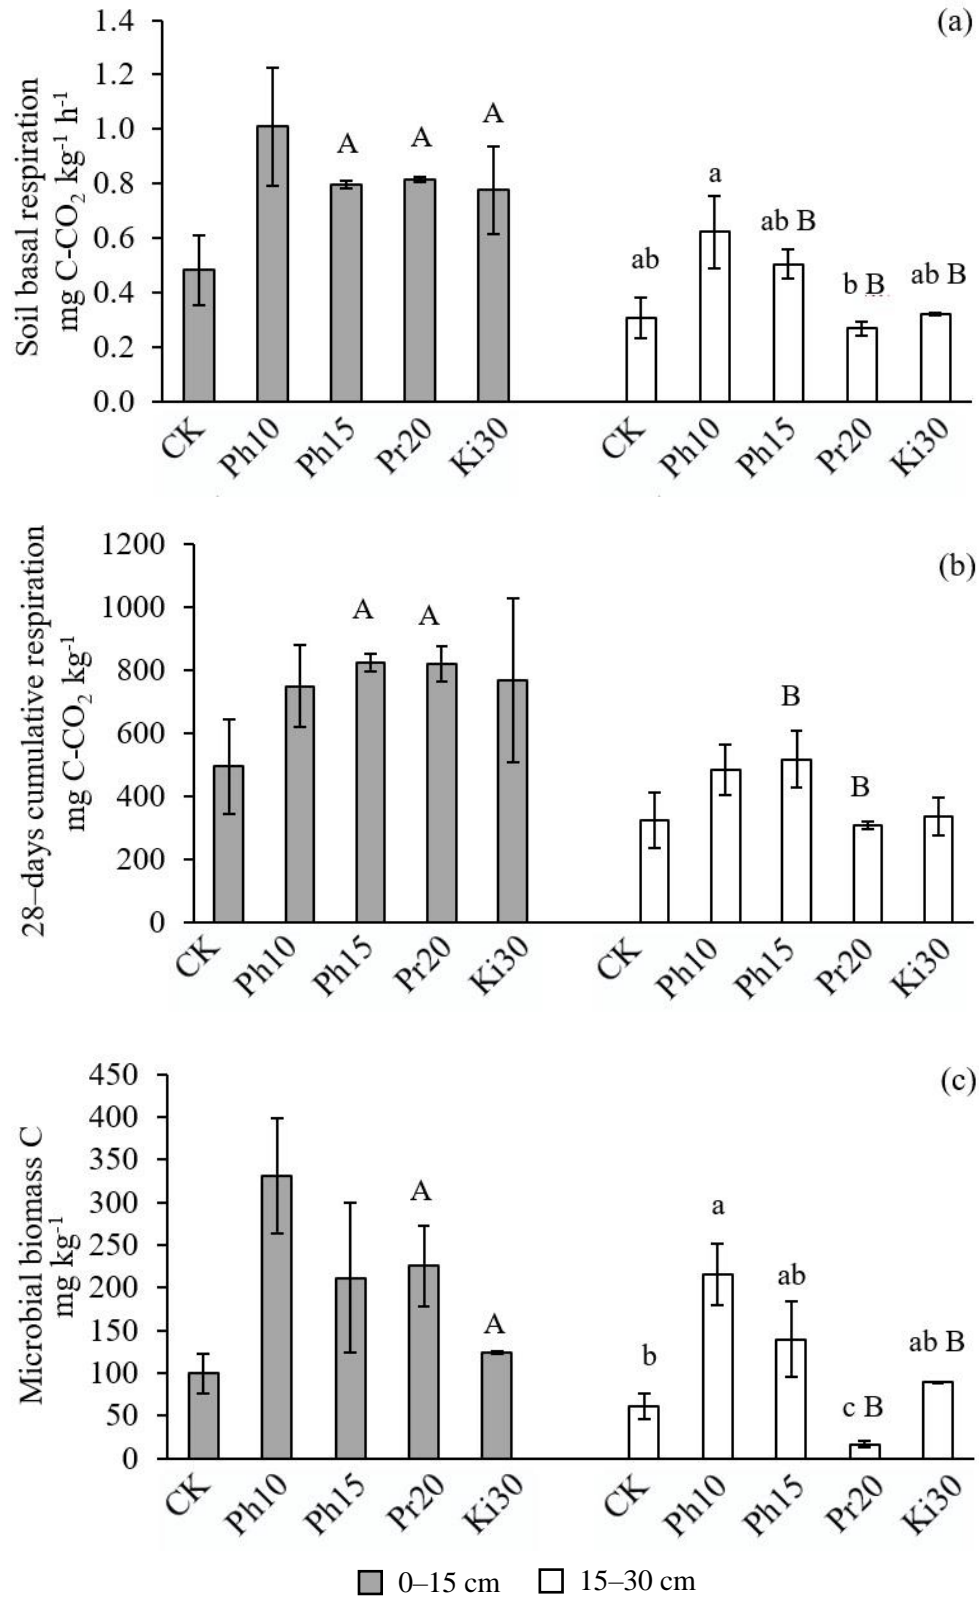 (a)
Soil basal respiration
mg C-CO₂ kg⁻¹ h⁻¹
1.4
1.2
1.0
0.8
0.6
0.4
0.2
0.0
A A A
ab a ab B b B ab B
CK Ph10 Ph15 Pr20 Ki30 CK Ph10 Ph15 Pr20 Ki30
(b)
28–days cumulative respiration
mg C-CO₂ kg⁻¹
1200
1000
800
600
400
200
0
A A
B B
CK Ph10 Ph15 Pr20 Ki30 CK Ph10 Ph15 Pr20 Ki30
(c)
Microbial biomass C
mg kg⁻¹
450
400
350
300
250
200
150
100
50
0
A A
b a ab c B ab B
CK Ph10 Ph15 Pr20 Ki30 CK Ph10 Ph15 Pr20 Ki30
0–15 cm 15–30 cm